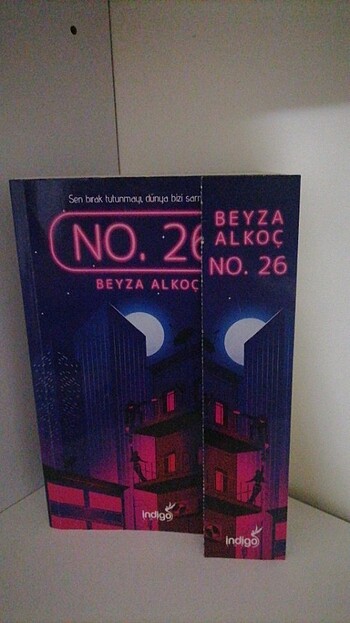 Sen bırak tutunmayı, dünya bizi
NO. 26
BEYZA ALKOÇ
indigo
BEYZA
ALKOÇ
NO. 26
indigo